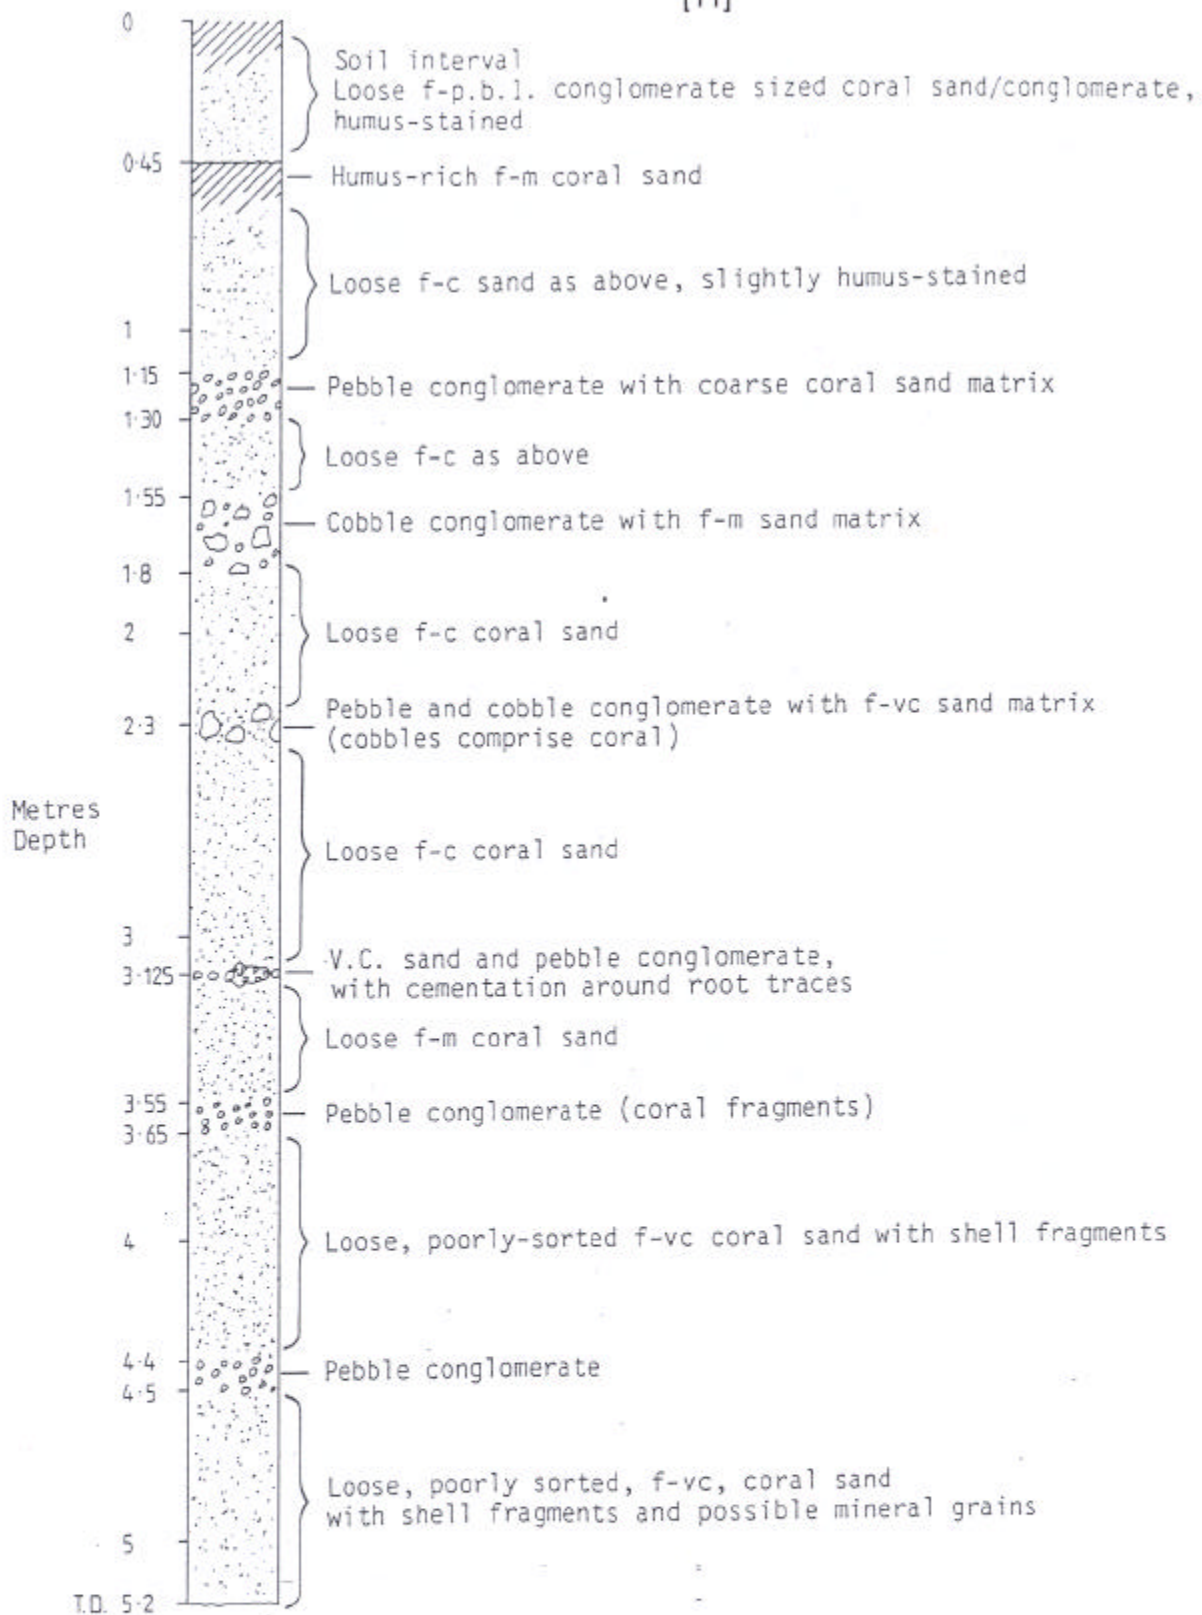 [11]
0
Soil interval
Loose f-p.b.l. conglomerate sized coral sand/conglomerate,
humus-stained
0·45
Humus-rich f-m coral sand
Loose f-c sand as above, slightly humus-stained
1
1·15
Pebble conglomerate with coarse coral sand matrix
1·30
Loose f-c as above
1·55
Cobble conglomerate with f-m sand matrix
1·8
Loose f-c coral sand
2
Pebble and cobble conglomerate with f-vc sand matrix
(cobbles comprise coral)
2·3
Metres
Depth
Loose f-c coral sand
3
V.C. sand and pebble conglomerate,
with cementation around root traces
3·125
Loose f-m coral sand
3·55
Pebble conglomerate (coral fragments)
3·65
Loose, poorly-sorted f-vc coral sand with shell fragments
4
4·4
Pebble conglomerate
4·5
Loose, poorly sorted, f-vc, coral sand
with shell fragments and possible mineral grains
5
T.D. 5·2